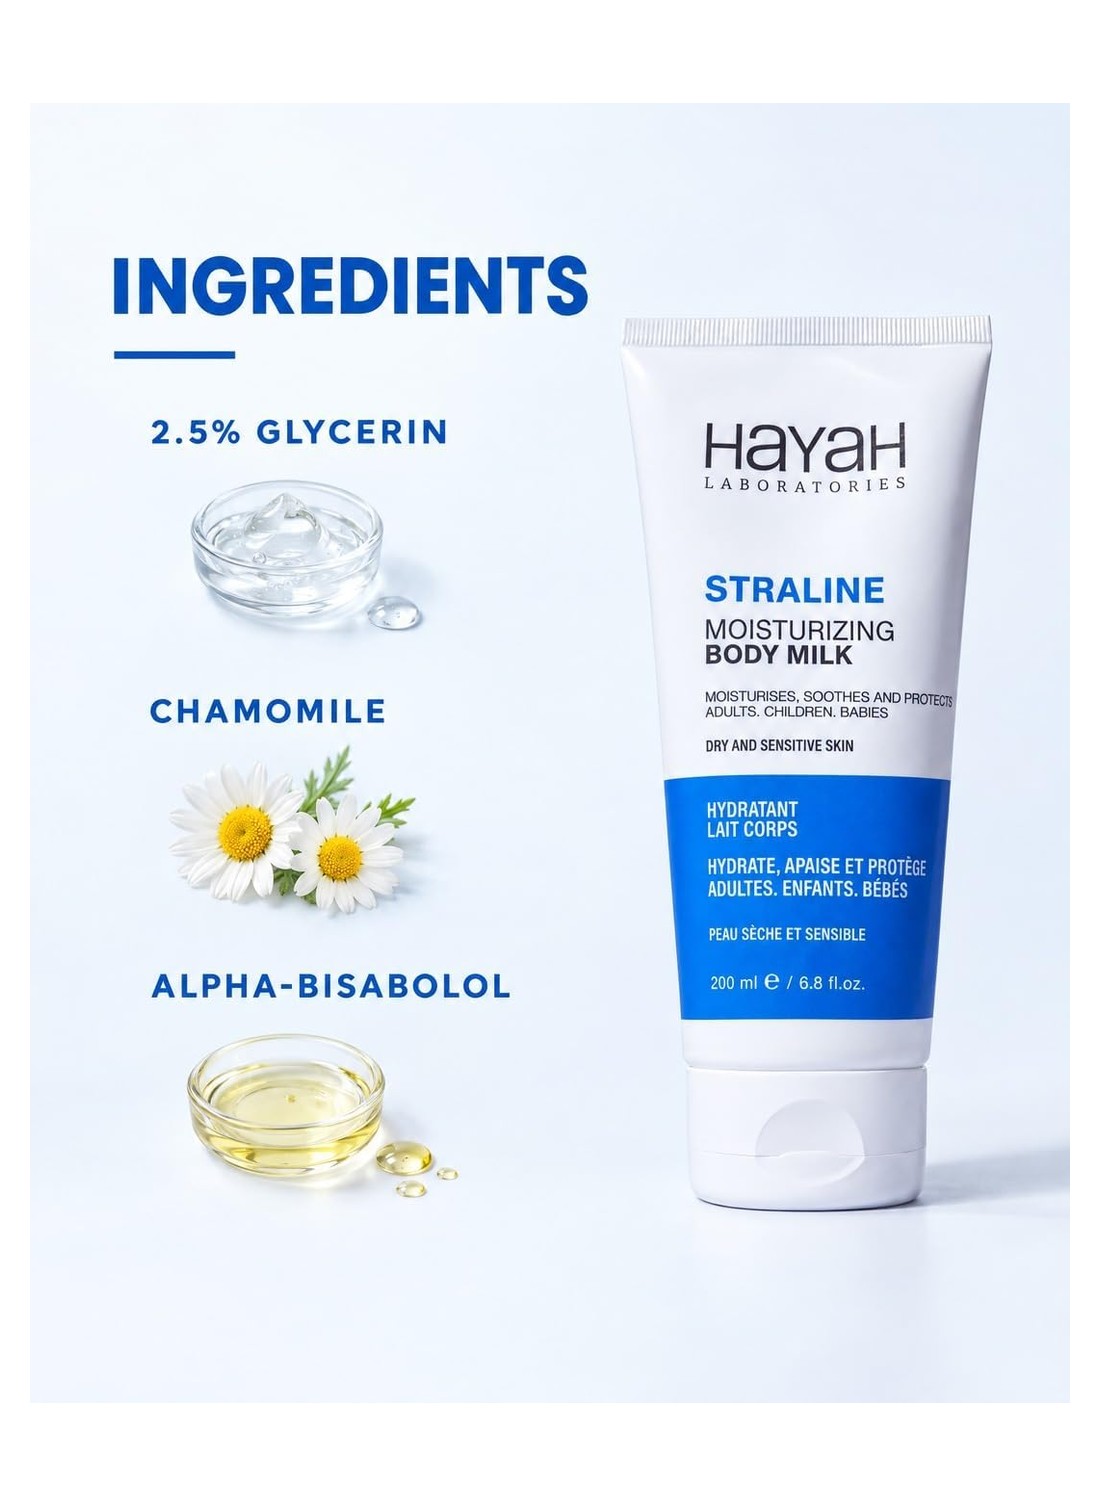 INGREDIENTS
2.5% GLYCERIN
CHAMOMILE
ALPHA-BISABOLOL
HAYAH
LABORATORIES
STRALINE
MOISTURIZING
BODY MILK
MOISTURISES, SOOTHES AND PROTECTS
ADULTS. CHILDREN. BABIES
DRY AND SENSITIVE SKIN
HYDRATANT
LAIT CORPS
HYDRATE, APAISE ET PROTÈGE
ADULTES. ENFANTS. BÉBÉS
PEAU SÈCHE ET SENSIBLE
200 ml ℮ / 6.8 fl.oz.